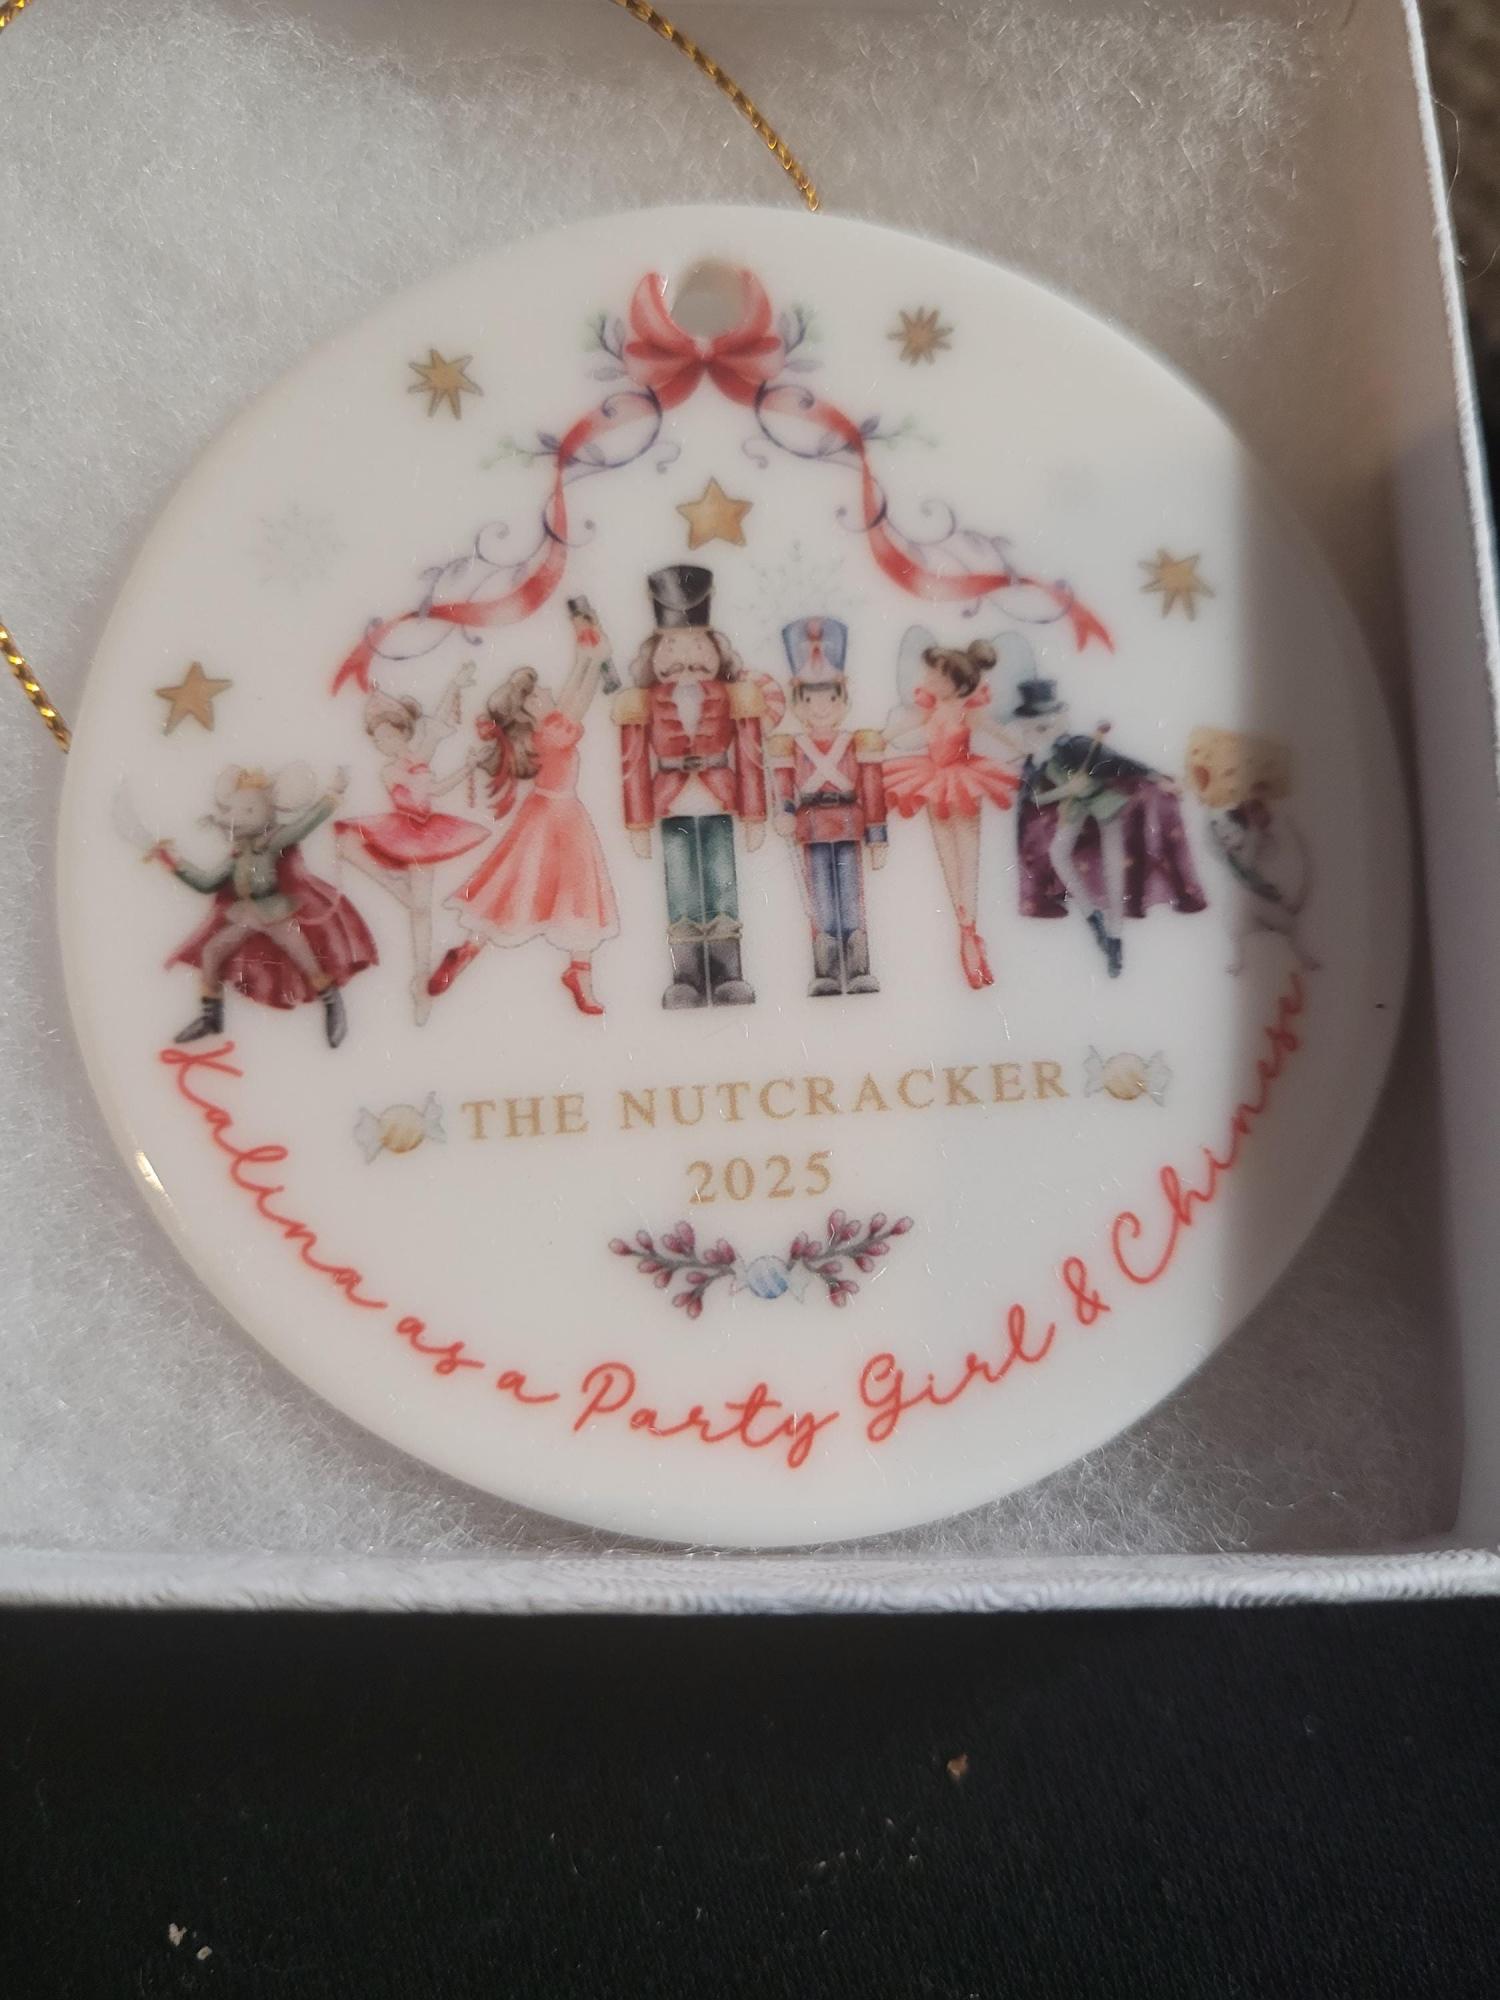 THE NUTCRACKER
2025
Kalina as a Party Girl & Chinese